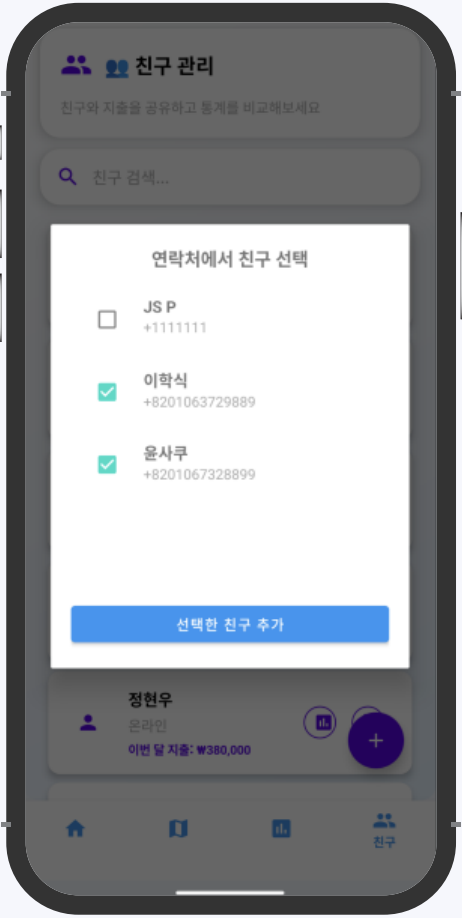 친구 관리
친구와 지출을 공유하고 통계를 비교해보세요
친구 검색...
연락처에서 친구 선택
JS P
+1111111
이학식
+8201063729889
윤사쿠
+8201067328899
선택한 친구 추가
정현우
온라인
이번 달 지출: ₩380,000
+
친구